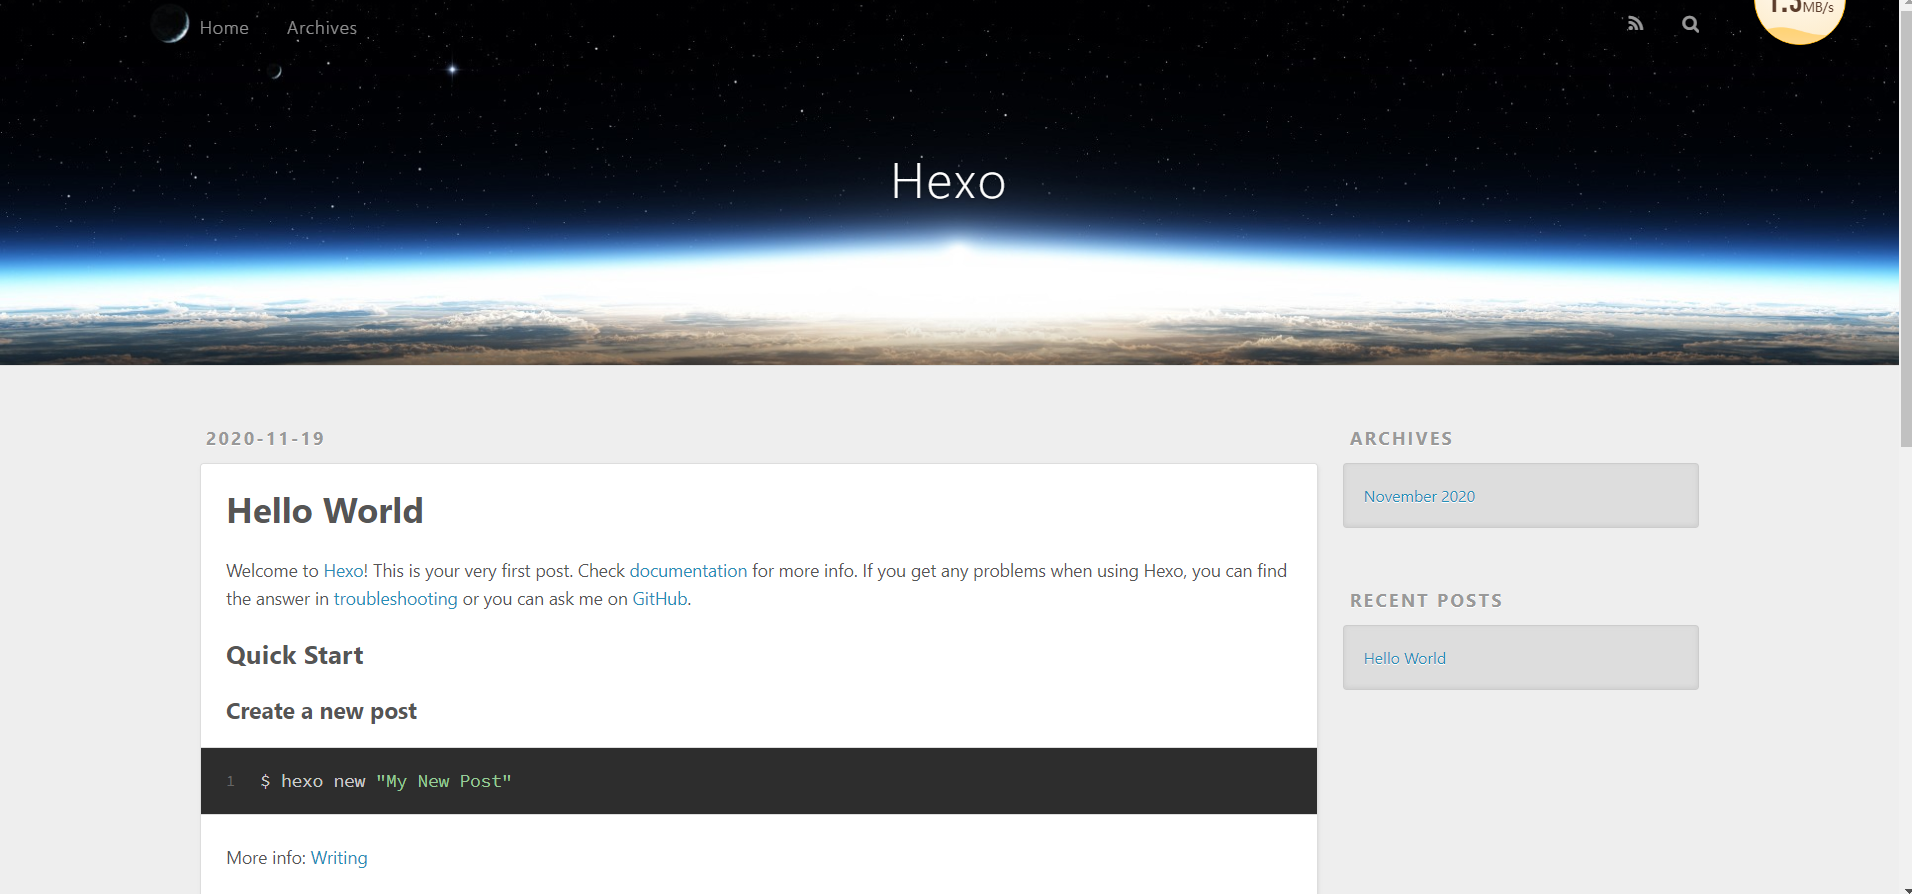 Home Archives
MB/s
Hexo
2020-11-19
Hello World
Welcome to Hexo! This is your very first post. Check documentation for more info. If you get any problems when using Hexo, you can find
the answer in troubleshooting or you can ask me on GitHub.
Quick Start
Create a new post
1 $ hexo new "My New Post"
More info: Writing
ARCHIVES
November 2020
RECENT POSTS
Hello World